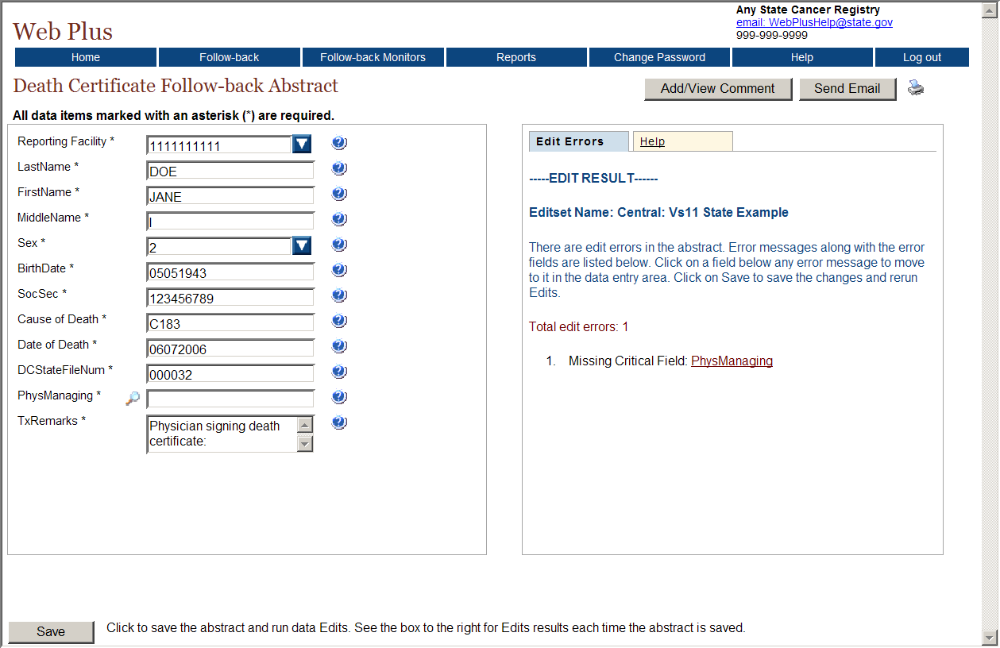 Any State Cancer Registry
Web Plus
email: WebPlusHelp@state.gov
999-999-9999
Home Follow-back Follow-back Monitors Reports Change Password Help Log out
Death Certificate Follow-back Abstract
Add/View Comment Send Email
All data items marked with an asterisk (*) are required.
Reporting Facility * 1111111111
LastName * DOE
FirstName * JANE
MiddleName * I
Sex * 2
BirthDate * 05051943
SocSec * 123456789
Cause of Death * C183
Date of Death * 06072006
DCStateFileNum * 000032
PhysManaging *
TxRemarks * Physician signing death
certificate:
Edit Errors Help
-----EDIT RESULT------
Editset Name: Central: Vs11 State Example
There are edit errors in the abstract. Error messages along with the error
fields are listed below. Click on a field below any error message to move
to it in the data entry area. Click on Save to save the changes and rerun
Edits.
Total edit errors: 1
1. Missing Critical Field: PhysManaging
Save Click to save the abstract and run data Edits. See the box to the right for Edits results each time the abstract is saved.